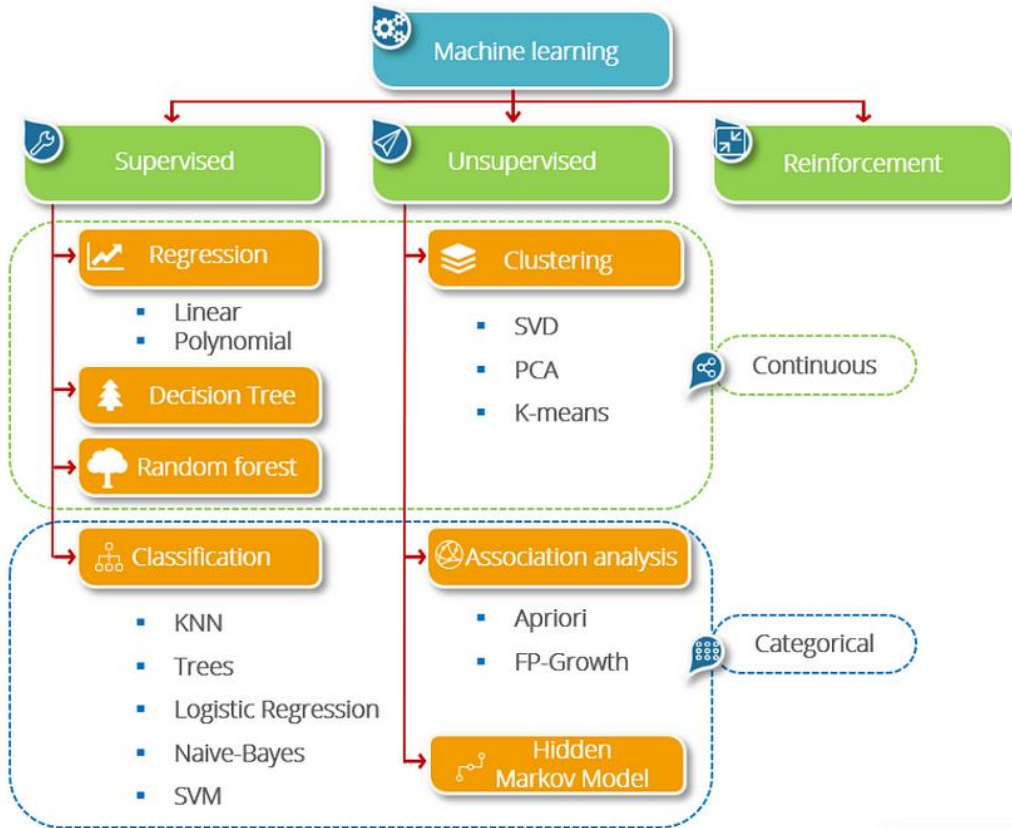 Machine learning
Supervised
Unsupervised
Reinforcement
Regression
Linear
Polynomial
Decision Tree
Random forest
Clustering
SVD
PCA
K-means
Continuous
Classification
KNN
Trees
Logistic Regression
Naive-Bayes
SVM
Association analysis
Apriori
FP-Growth
Hidden
Markov Model
Categorical